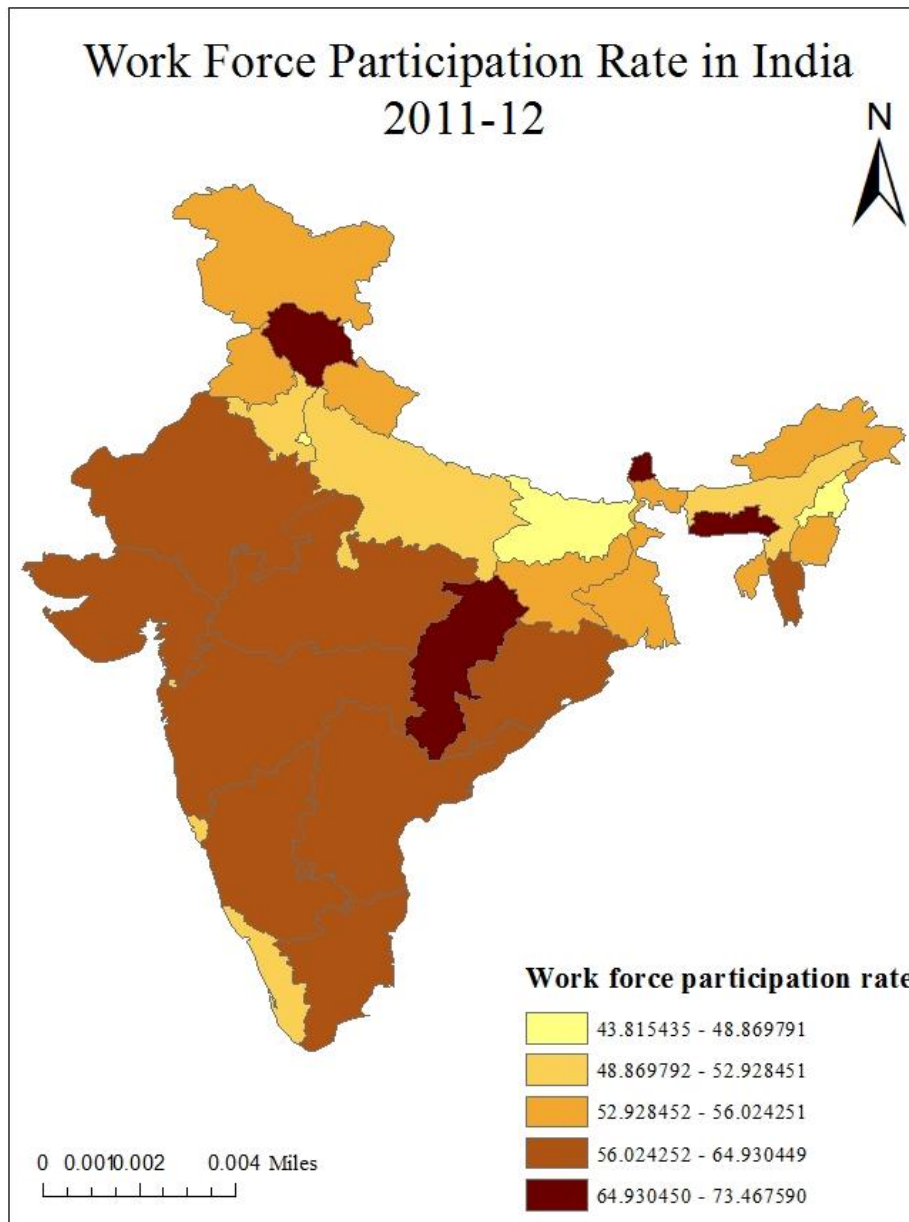 Work Force Participation Rate in India
2011-12
N
Work force participation rate
43.815435 - 48.869791
48.869792 - 52.928451
52.928452 - 56.024251
56.024252 - 64.930449
64.930450 - 73.467590
0 0.0010.002 0.004 Miles